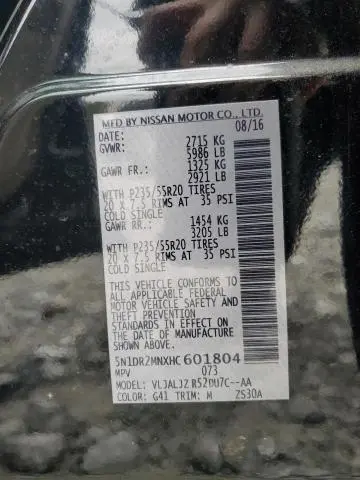 MFD BY NISSAN MOTOR CO., LTD.
DATE: 08/16
GVWR: 2715 KG
5986 LB
GAWR FR.: 1325 KG
2921 LB
WITH P235/55R20 TIRES
20 x 7.5 RIMS AT 35 PSI
COLD SINGLE
GAWR RR.: 1454 KG
3205 LB
WITH P235/55R20 TIRES
20 x 7.5 RIMS AT 35 PSI
COLD SINGLE
THIS VEHICLE CONFORMS TO
ALL APPLICABLE FEDERAL
MOTOR VEHICLE SAFETY AND
THEFT PREVENTION
STANDARDS IN EFFECT ON
THE DATE OF MANUFACTURE
SHOWN ABOVE.
5N1DR2MNXHC601804
MPV 073
MODEL: VLJALJZ R52DU7C--AA
COLOR: G41 TRIM: M ZS30A